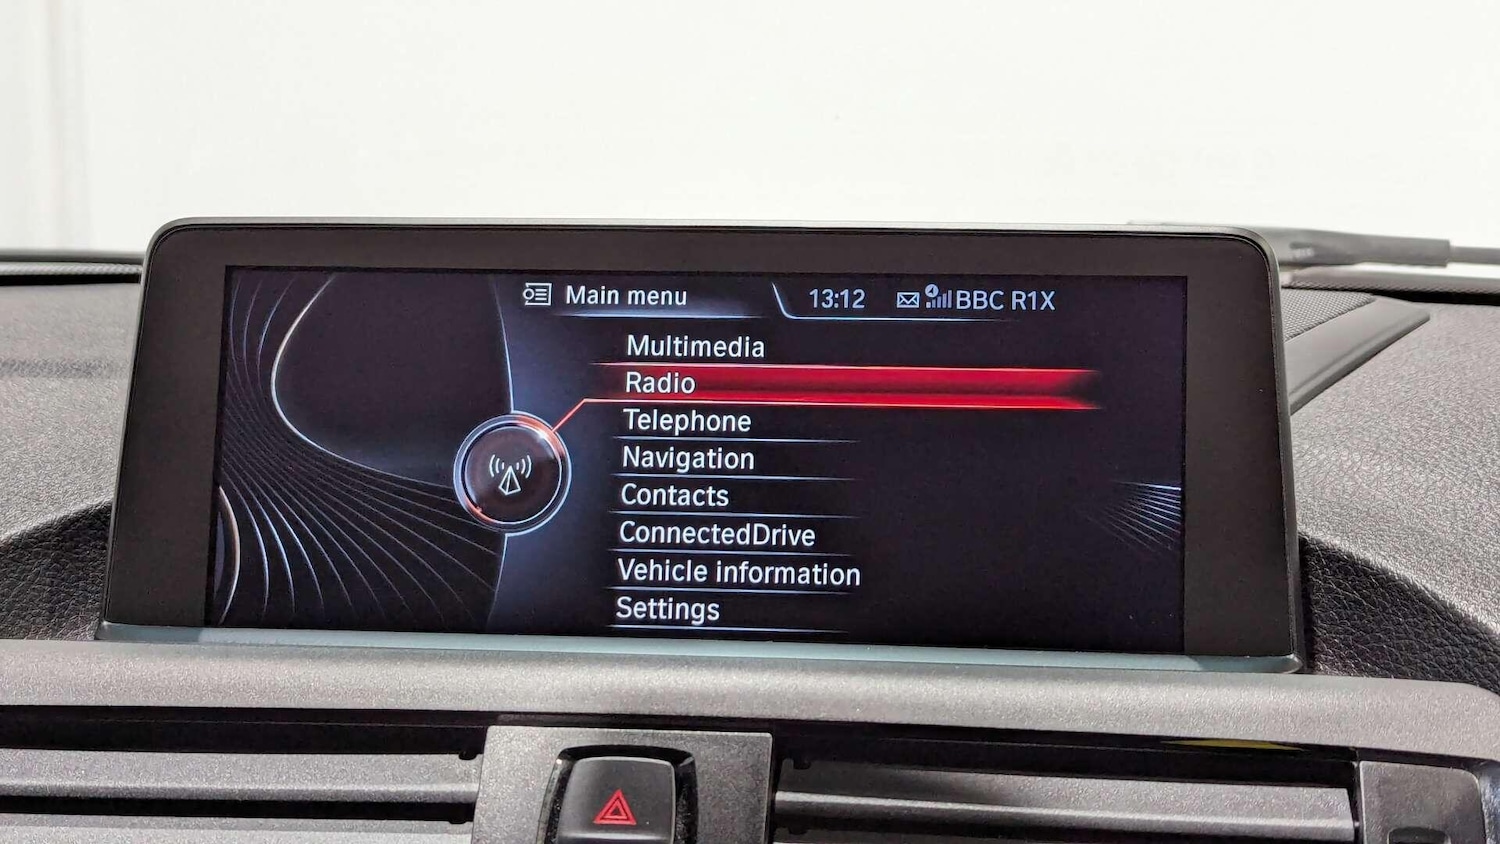 Main menu 13:12 BBC R1X
Multimedia
Radio
Telephone
Navigation
Contacts
ConnectedDrive
Vehicle information
Settings